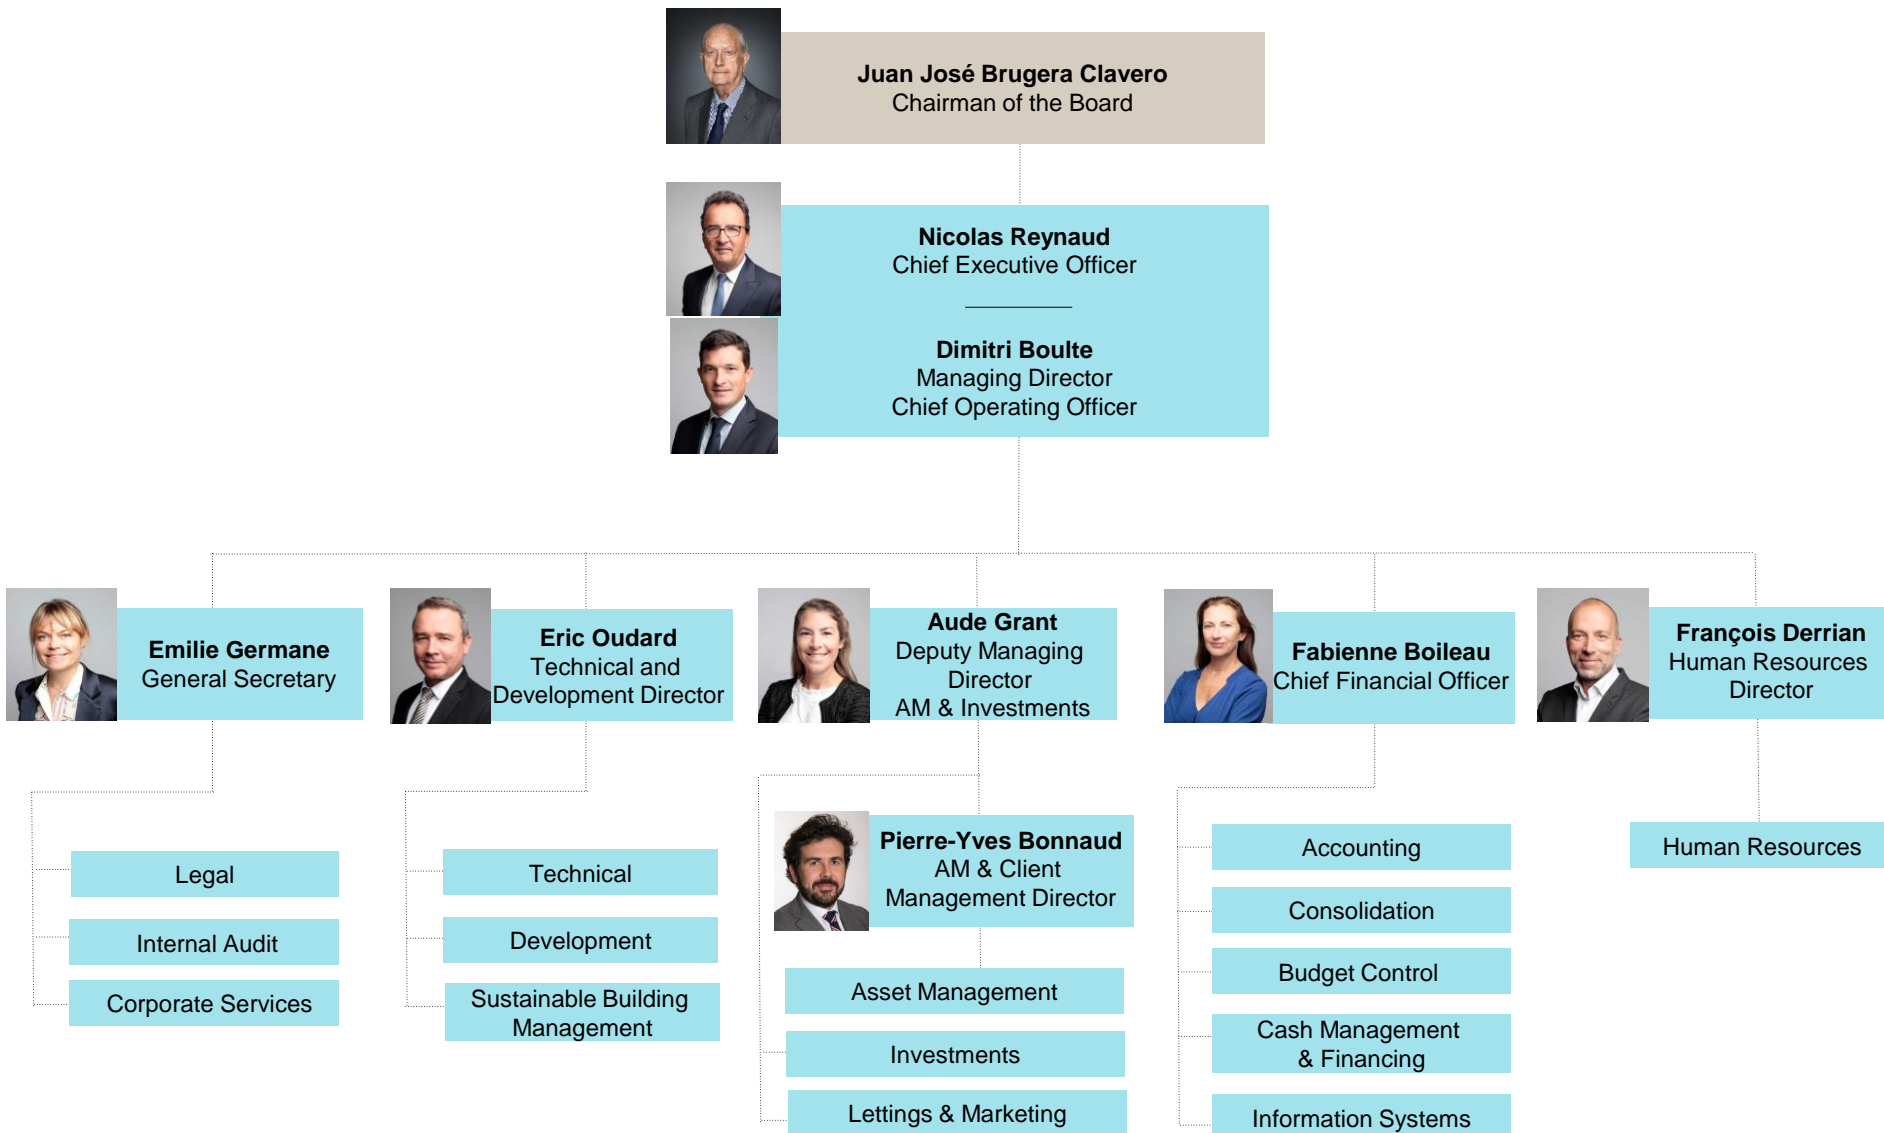 Juan José Brugera Clavero
Chairman of the Board
Nicolas Reynaud
Chief Executive Officer
Dimitri Boulte
Managing Director
Chief Operating Officer
Emilie Germane
General Secretary
Eric Oudard
Technical and
Development Director
Aude Grant
Deputy Managing
Director
AM & Investments
Fabienne Boileau
Chief Financial Officer
François Derrian
Human Resources
Director
Legal
Internal Audit
Corporate Services
Technical
Development
Sustainable Building
Management
Pierre-Yves Bonnaud
AM & Client
Management Director
Asset Management
Investments
Lettings & Marketing
Accounting
Consolidation
Budget Control
Cash Management
& Financing
Information Systems
Human Resources